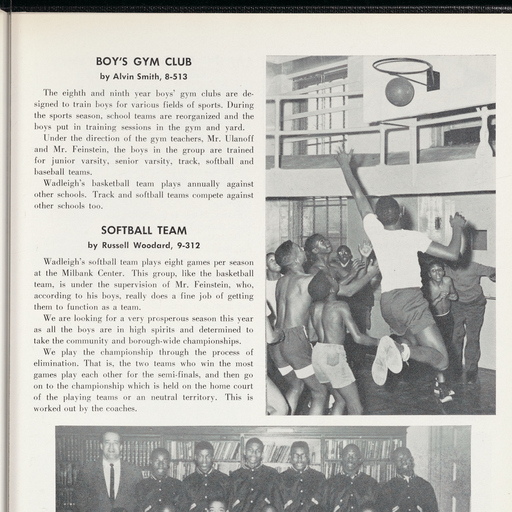 BOY'S GYM CLUB
by Alvin Smith, 8-513
The eighth and ninth year boys' gym clubs are de-
signed to train boys for various fields of sports. During
the sports season, school teams are reorganized and the
boys put in training sessions in the gym and yard.
Under the direction of the gym teachers, Mr. Ulanoff
and Mr. Feinstein, the boys in the group are trained
for junior varsity, senior varsity, track, softball and
baseball teams.
Wadleigh's basketball team plays annually against
other schools. Track and softball teams compete against
other schools too.
SOFTBALL TEAM
by Russell Woodard, 9-312
Wadleigh's softball team plays eight games per season
at the Milbank Center. This group, like the basketball
team, is under the supervision of Mr. Feinstein, who,
according to his boys, really does a fine job of getting
them to function as a team.
We are looking for a very prosperous season this year
as all the boys are in high spirits and determined to
take the community and borough-wide championships.
We play the championship through the process of
elimination. That is, the two teams who win the most
games play each other for the semi-finals, and then go
on to the championship which is held on the home court
of the playing teams or an neutral territory. This is
worked out by the coaches.